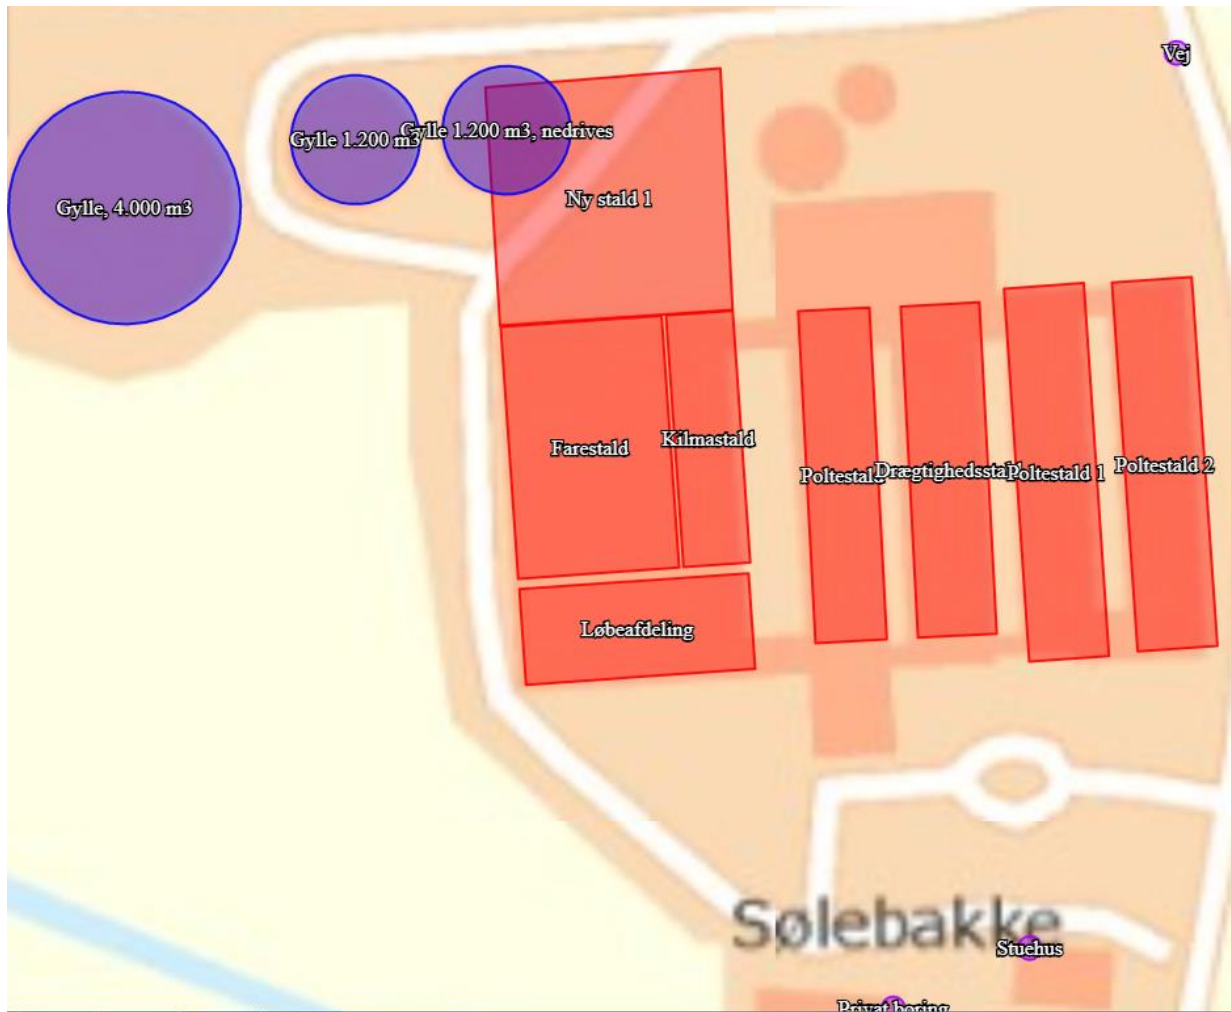 Vej
Gylle 1.200 m3
Gylle 1.200 m3, nedrives
Gylle, 4.000 m3
Ny stald 1
Farestald
Kilmastald
Poltestald
Drægtighedsstald
Poltestald 1
Poltestald 2
Løbeafdeling
Sølebakke
Stuehus
Privat boring